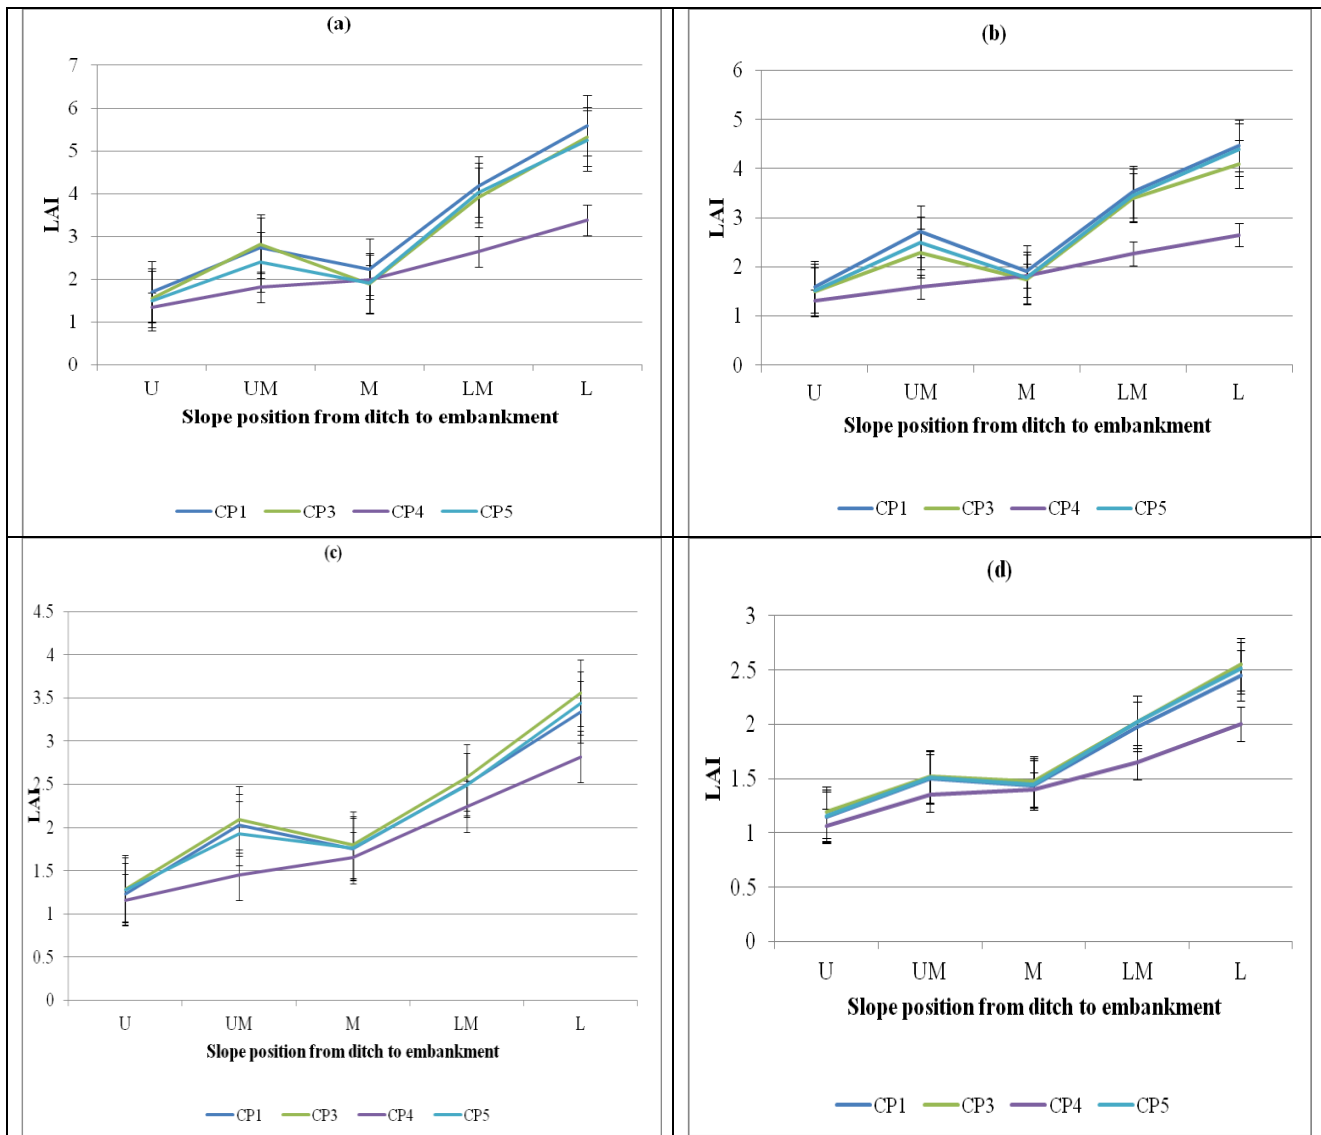 (a)
7
6
5
4
3
2
1
0
LAI
U UM M LM L
Slope position from ditch to embankment
CP1 CP3 CP4 CP5
(b)
6
5
4
3
2
1
0
LAI
U UM M LM L
Slope position from ditch to embankment
CP1 CP3 CP4 CP5
(c)
4.5
4
3.5
3
2.5
2
1.5
1
0.5
0
LAI
U UM M LM L
Slope position from ditch to embankment
CP1 CP3 CP4 CP5
(d)
3
2.5
2
1.5
1
0.5
0
LAI
U UM M LM L
Slope position from ditch to embankment
CP1 CP3 CP4 CP5